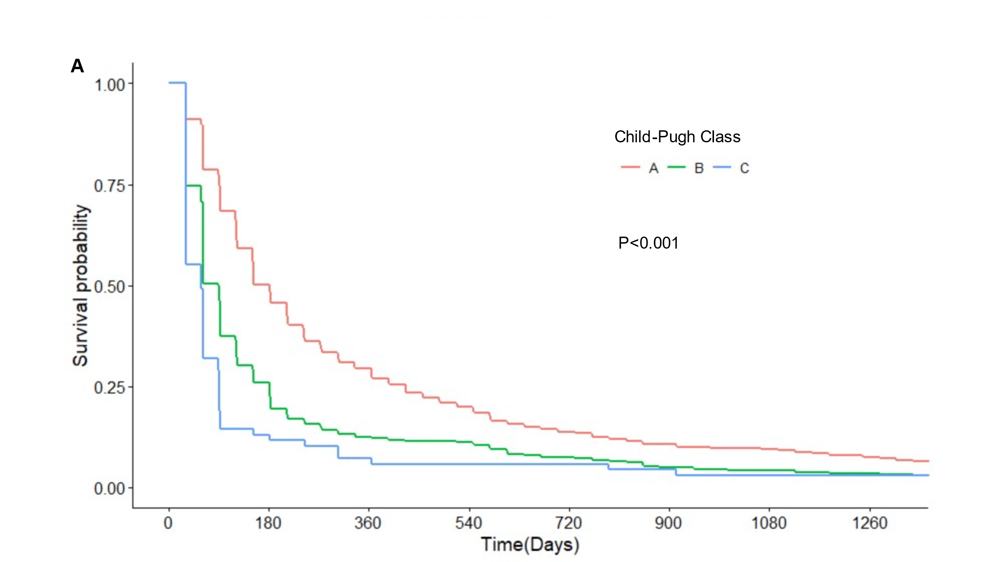 A
1.00
0.75
0.50
0.25
0.00
Survival probability
Child-Pugh Class
A B C
P<0.001
0 180 360 540 720 900 1080 1260
Time(Days)